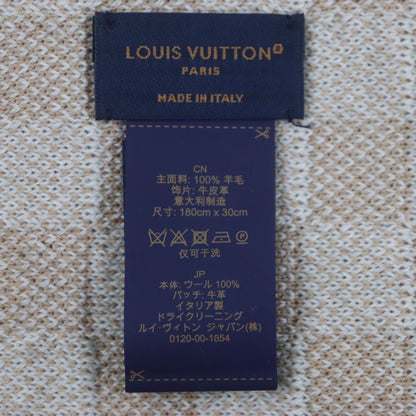 LOUIS VUITTON®
PARIS
MADE IN ITALY
CN
主面料: 100% 羊毛
饰片: 牛皮革
意大利制造
尺寸: 180cm x 30cm
仅可干洗
JP
本体: ウール 100%
パッチ: 牛革
イタリア製
ドライクリーニング
ルイ・ヴィトン ジャパン(株)
0120-00-1854